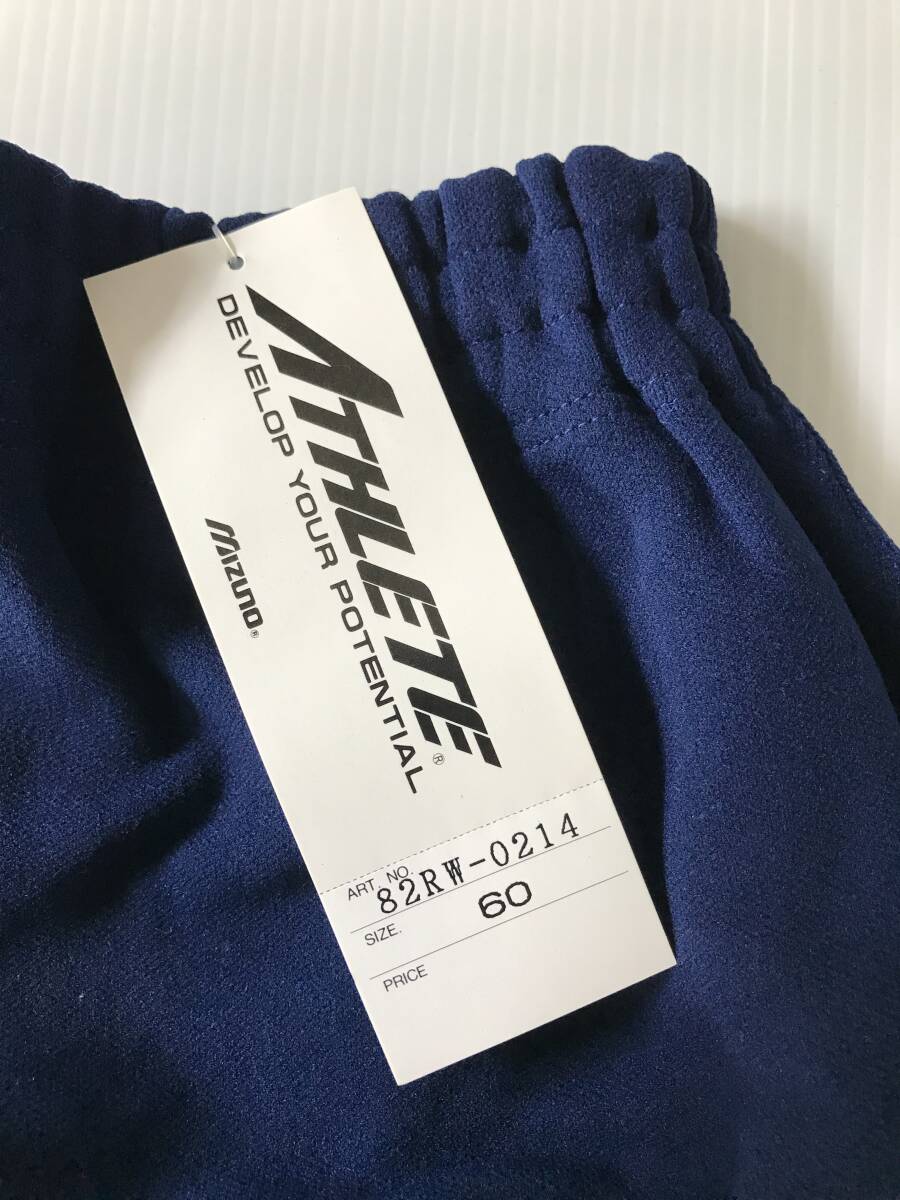 ATHLETE®
DEVELOP YOUR POTENTIAL
Mizuno®
ART. NO. 82RW-0214
SIZE. 60
PRICE